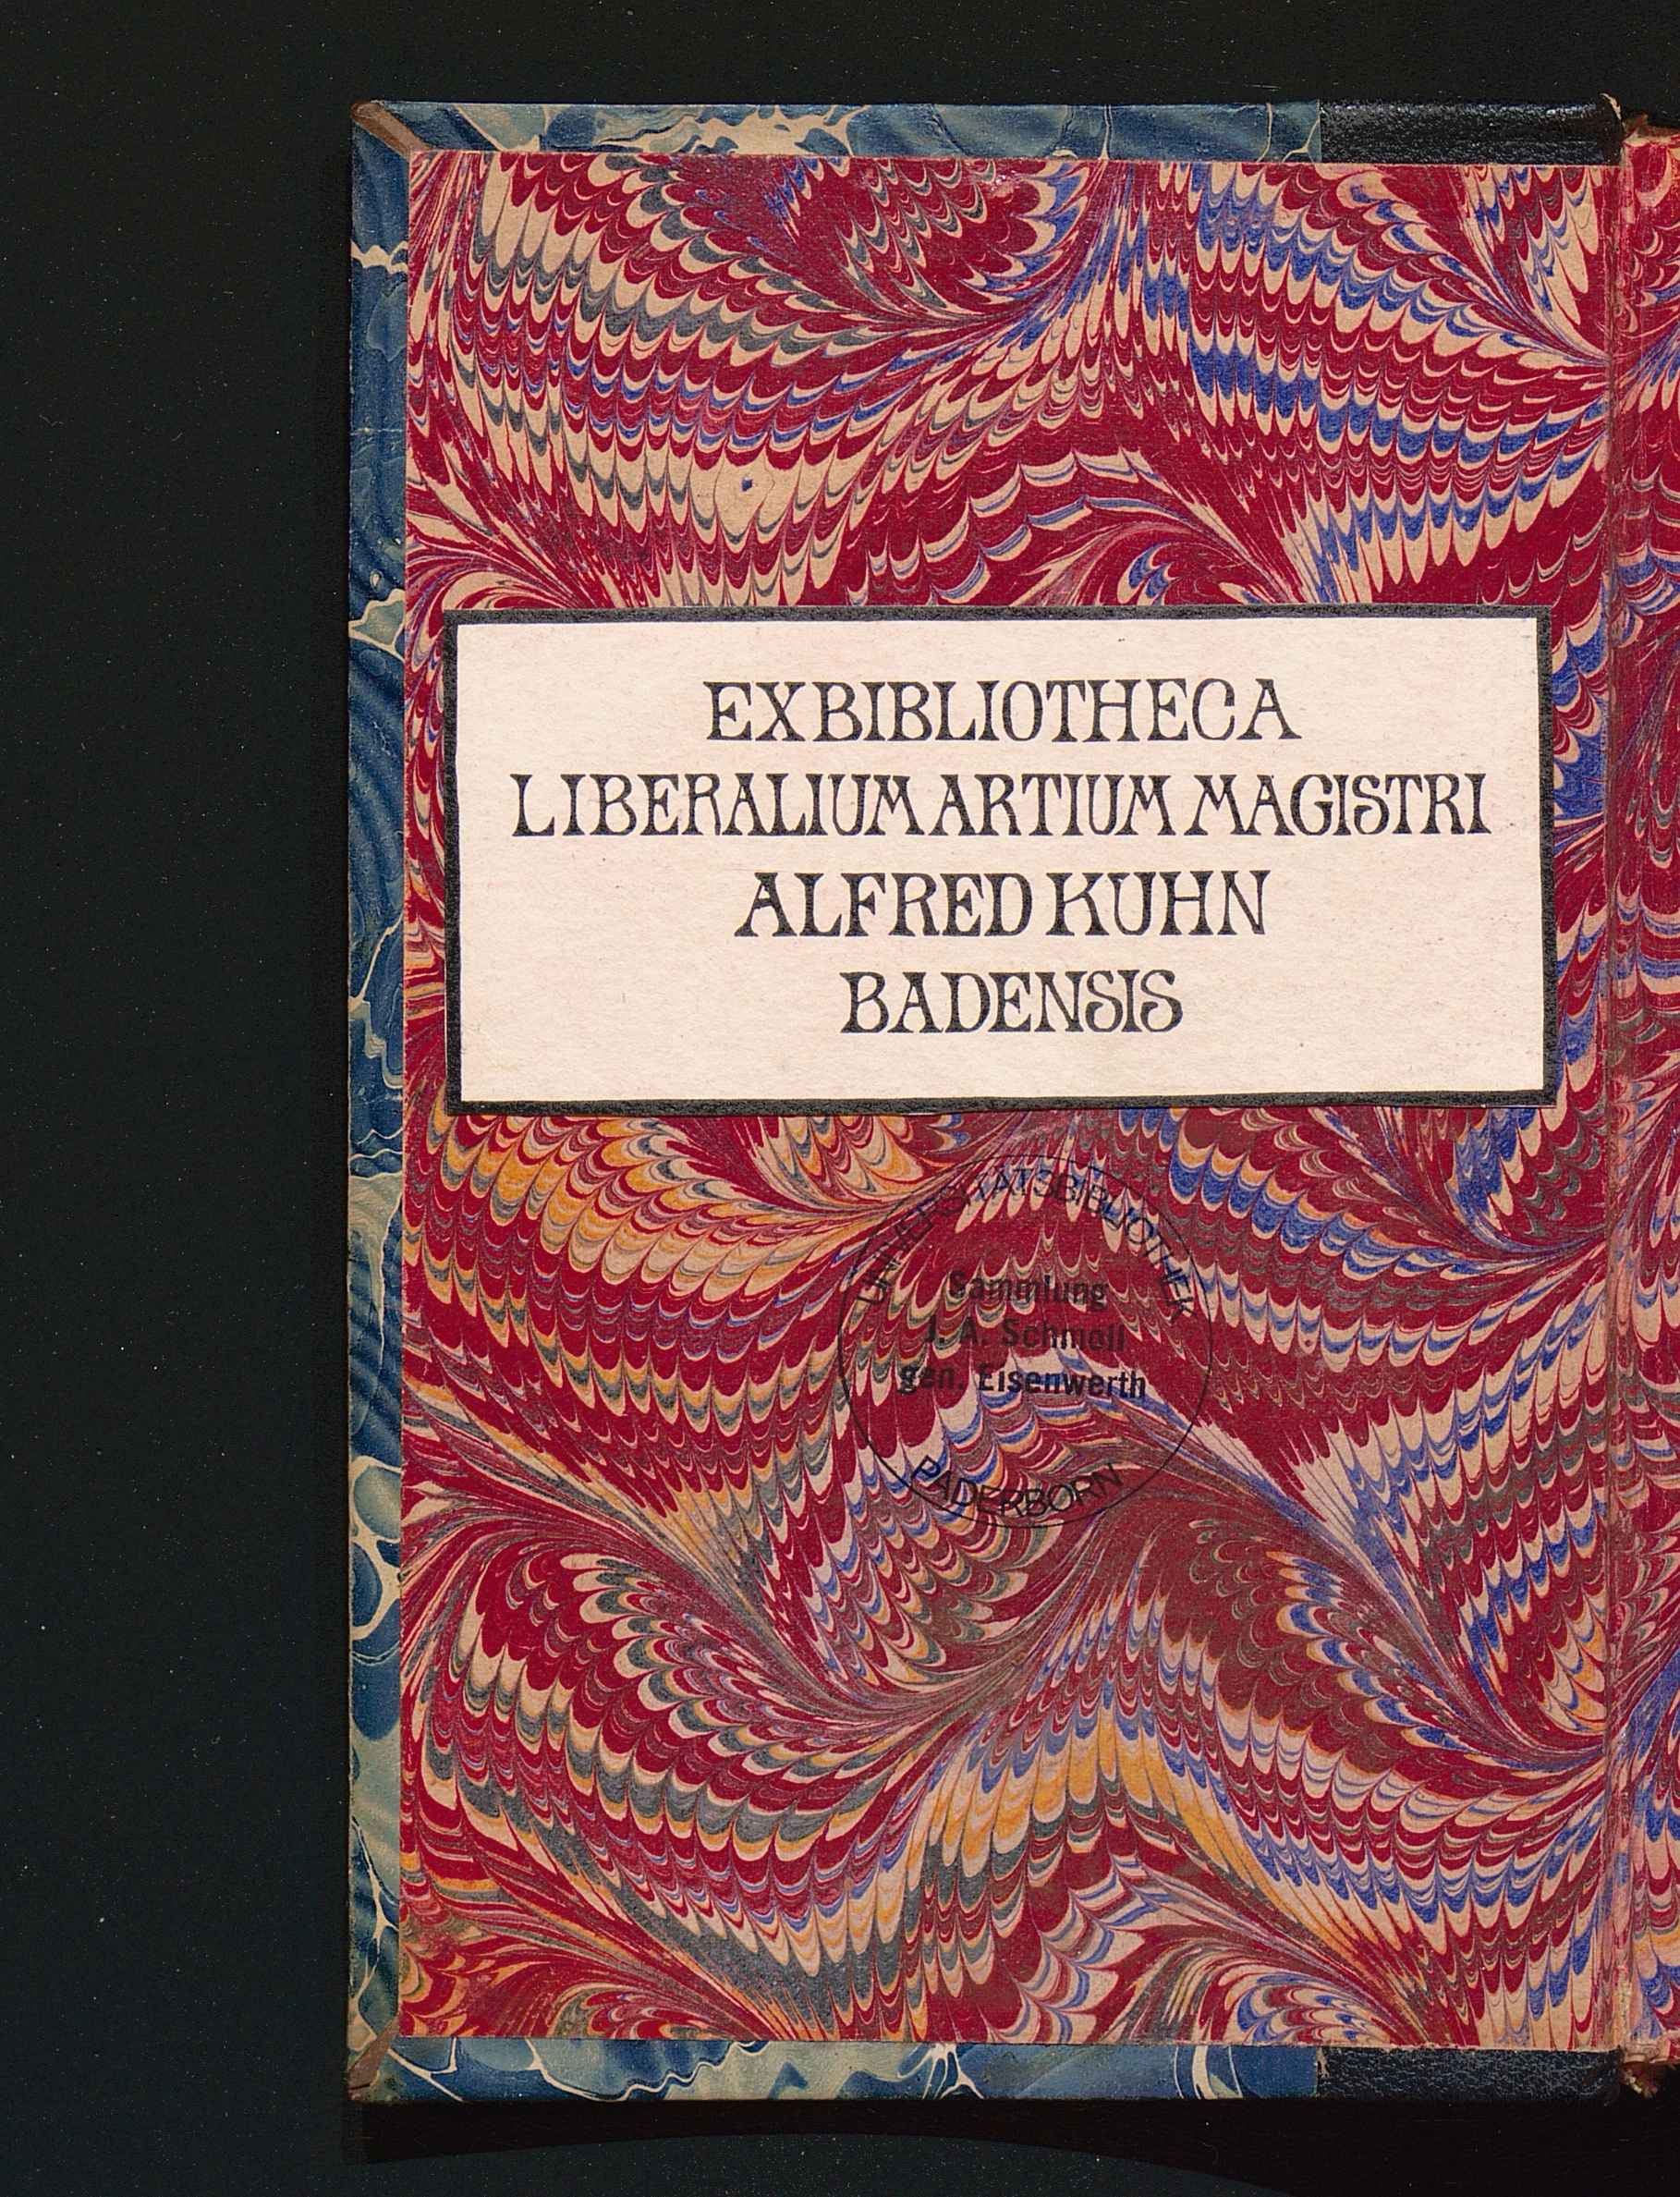 EX BIBLIOTHECA
LIBERALIUM ARTIUM MAGISTRI
ALFRED KUHN
BADENSIS
UNIVERSITÄTSBIBLIOTHEK
Sammlung
J. A. Schmoll
gen. Eisenwerth
PADERBORN